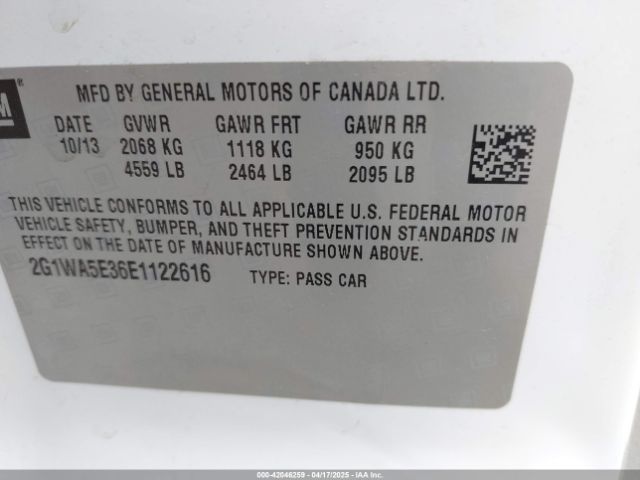 M ®
MFD BY GENERAL MOTORS OF CANADA LTD.
DATE GVWR GAWR FRT GAWR RR
10/13 2068 KG 1118 KG 950 KG
4559 LB 2464 LB 2095 LB
THIS VEHICLE CONFORMS TO ALL APPLICABLE U.S. FEDERAL MOTOR
VEHICLE SAFETY, BUMPER, AND THEFT PREVENTION STANDARDS IN
EFFECT ON THE DATE OF MANUFACTURE SHOWN ABOVE.
2G1WA5E36E1122616 TYPE: PASS CAR
000-42046259 - 04/17/2025 - IAA Inc.